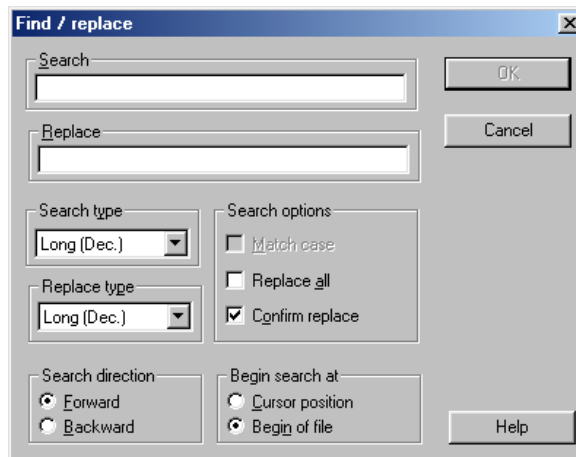 Find / replace
Search
OK
Replace
Cancel
Search type
Long (Dec.)
Replace type
Long (Dec.)
Search options
Match case
Replace all
Confirm replace
Search direction
Forward
Backward
Begin search at
Cursor position
Begin of file
Help